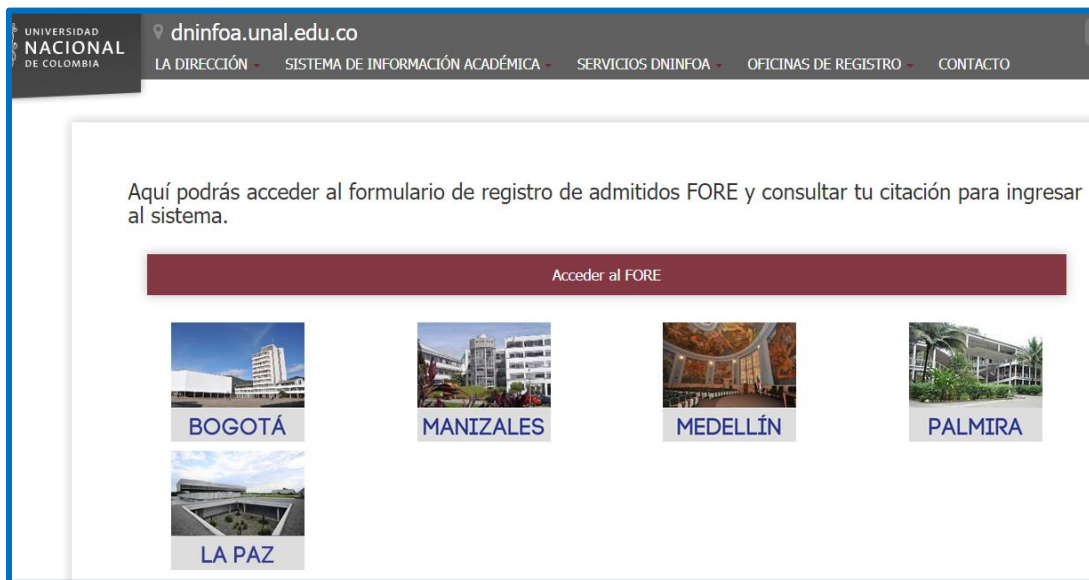 UNIVERSIDAD
NACIONAL
DE COLOMBIA
dninfoa.unal.edu.co
LA DIRECCIÓN
SISTEMA DE INFORMACIÓN ACADÉMICA
SERVICIOS DNINFOA
OFICINAS DE REGISTRO
CONTACTO
Aquí podrás acceder al formulario de registro de admitidos FORE y consultar tu citación para ingresar
al sistema.
Acceder al FORE
BOGOTÁ
MANIZALES
MEDELLÍN
PALMIRA
LA PAZ